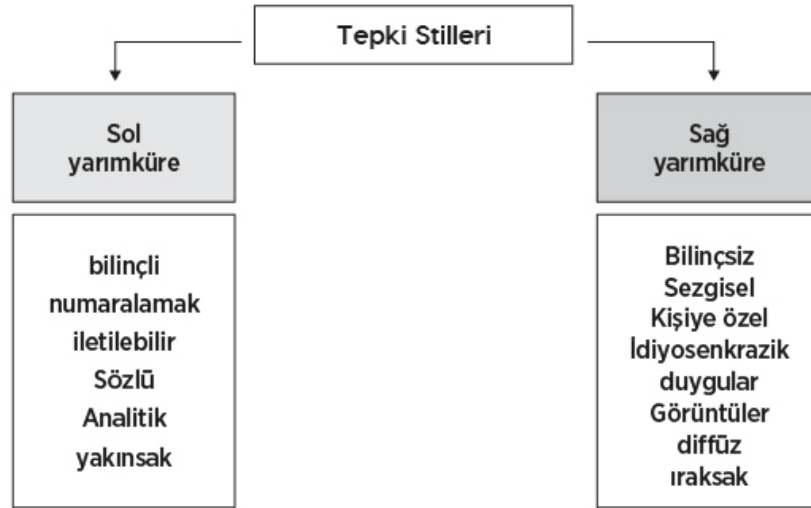 Tepki Stilleri
Sol
yarımküre
bilinçli
numaralamak
iletilebilir
Sözlü
Analitik
yakınsak
Sağ
yarımküre
Bilinçsiz
Sezgisel
Kişiye özel
İdiyosenkrazik
duygular
Görüntüler
diffüz
ıraksak